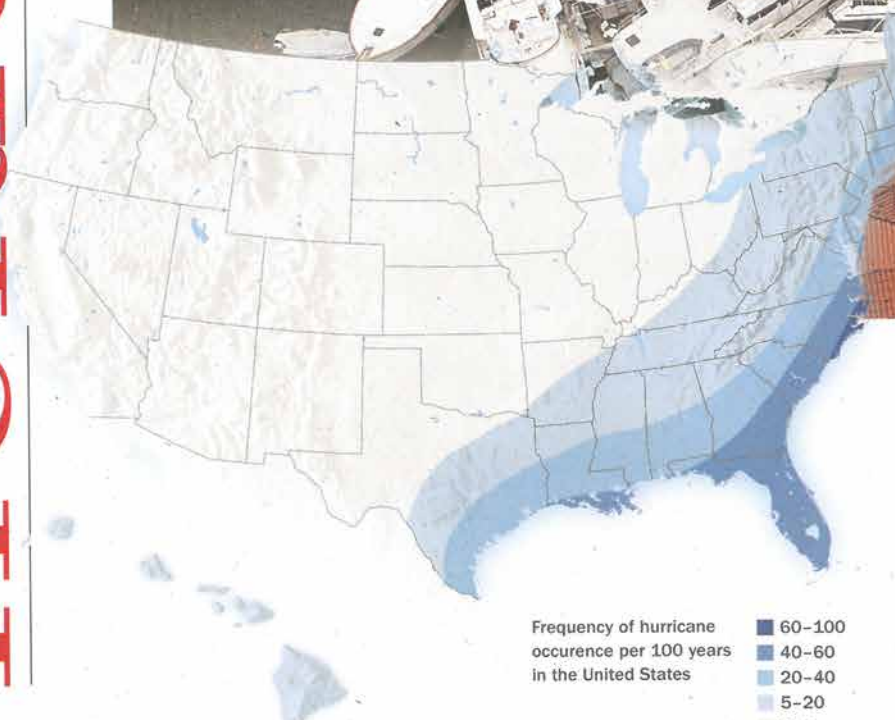 Frequency of hurricane
occurence per 100 years
in the United States
60–100
40–60
20–40
5–20